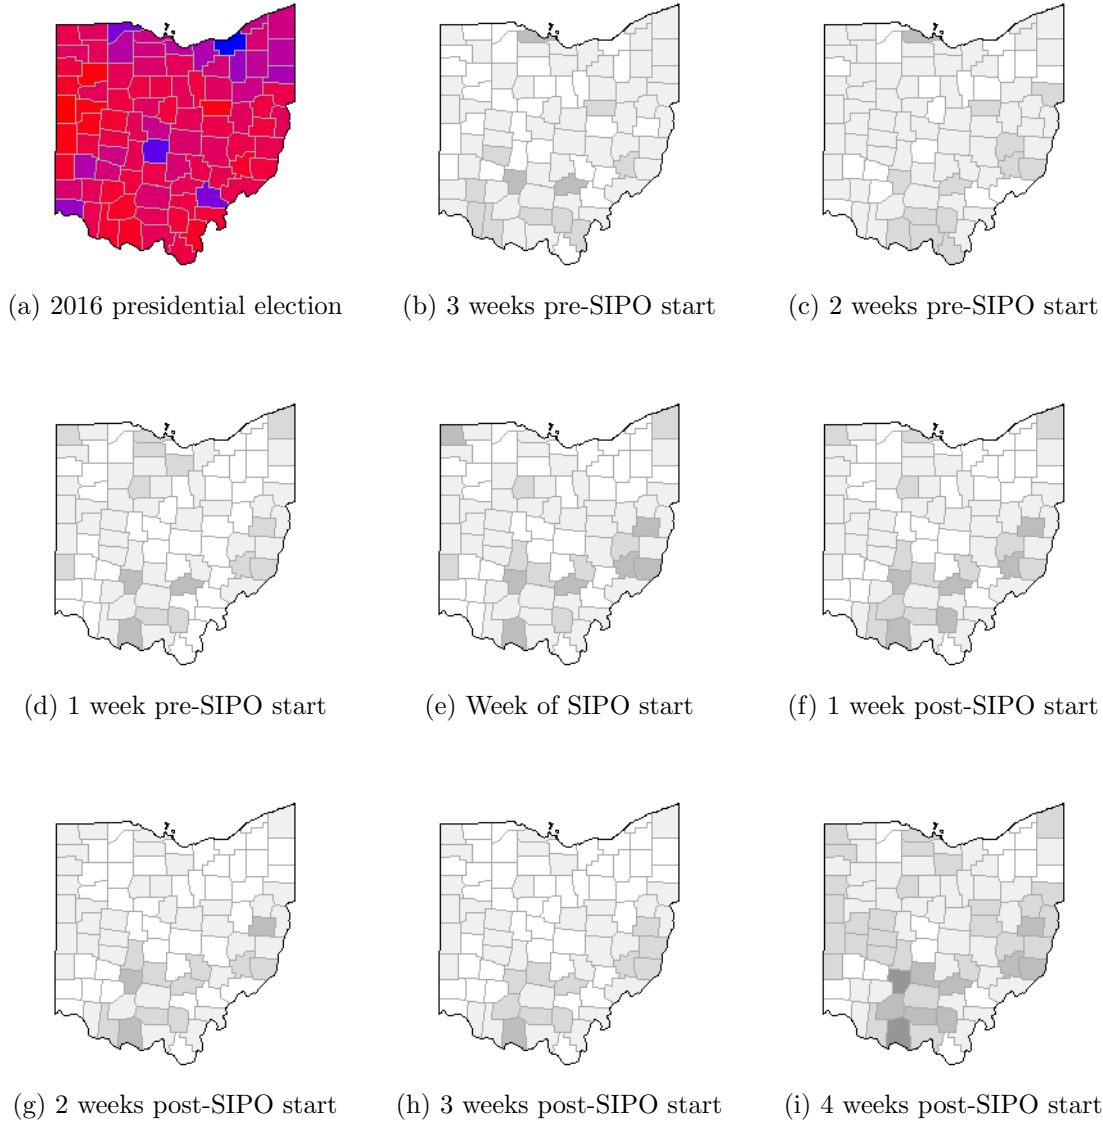 (a) 2016 presidential election
(b) 3 weeks pre-SIPO start
(c) 2 weeks pre-SIPO start
(d) 1 week pre-SIPO start
(e) Week of SIPO start
(f) 1 week post-SIPO start
(g) 2 weeks post-SIPO start
(h) 3 weeks post-SIPO start
(i) 4 weeks post-SIPO start